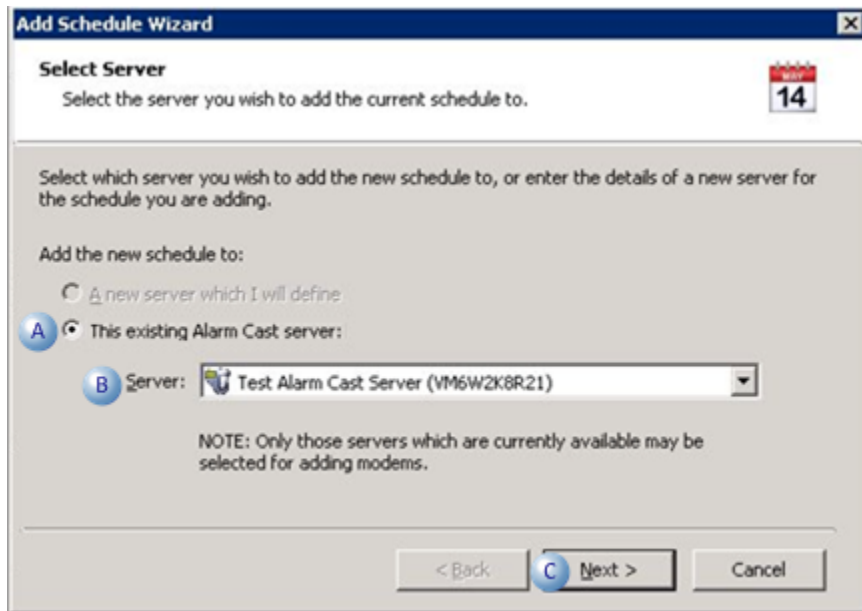 Add Schedule Wizard
Select Server
Select the server you wish to add the current schedule to.
MAY
14
Select which server you wish to add the new schedule to, or enter the details of a new server for
the schedule you are adding.
Add the new schedule to:
A new server which I will define
A This existing Alarm Cast server:
B Server: Test Alarm Cast Server (VM6W2K8R21)
NOTE: Only those servers which are currently available may be
selected for adding modems.
< Back C Next > Cancel